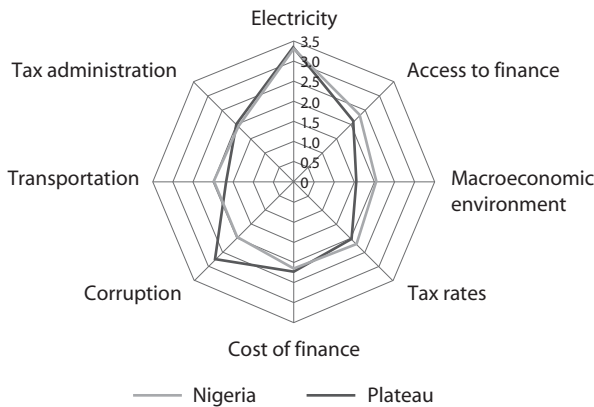 Electricity
3.5
3.0
2.5
2.0
1.5
1.0
0.5
0
Tax administration
Access to finance
Transportation
Macroeconomic
environment
Corruption
Tax rates
Cost of finance
Nigeria
Plateau